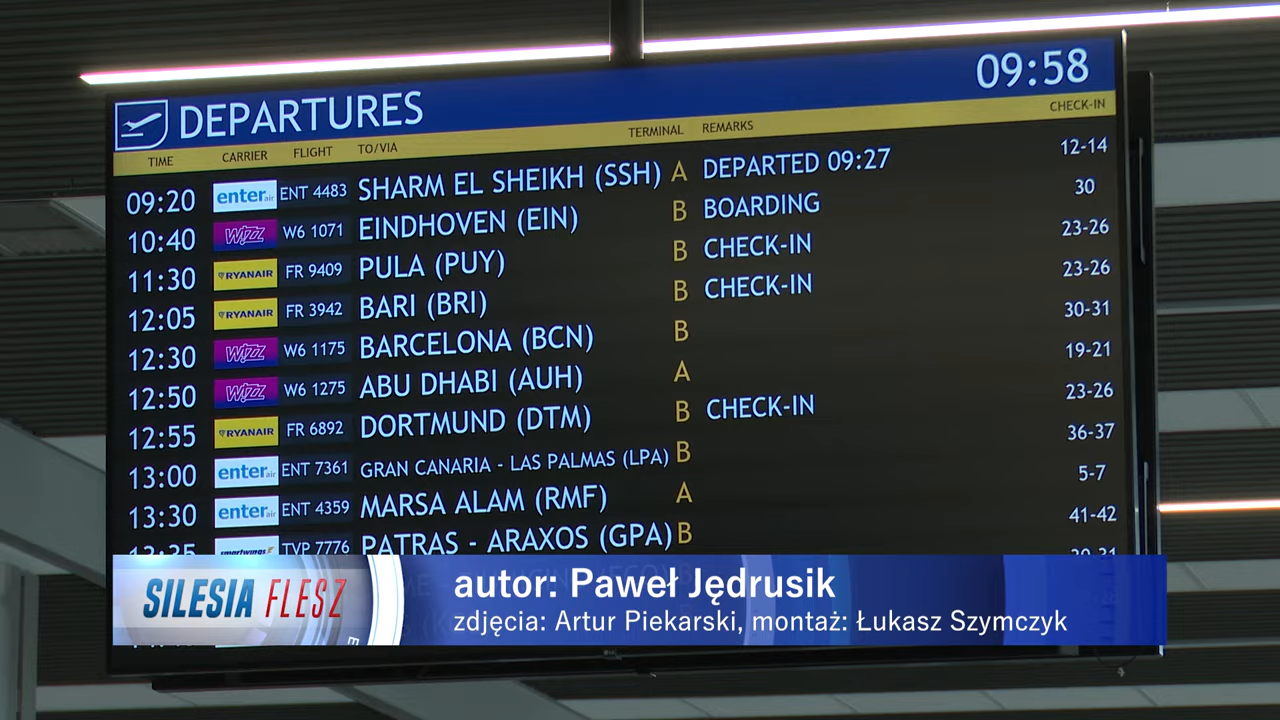 09:58
DEPARTURES
TIME CARRIER FLIGHT TO/VIA TERMINAL REMARKS CHECK-IN
09:20 enter air ENT 4483 SHARM EL SHEIKH (SSH) A DEPARTED 09:27 12-14
10:40 WIZZ W6 1071 EINDHOVEN (EIN) B BOARDING 30
11:30 RYANAIR FR 9409 PULA (PUY) B CHECK-IN 23-26
12:05 RYANAIR FR 3942 BARI (BRI) B CHECK-IN 23-26
12:30 WIZZ W6 1175 BARCELONA (BCN) B 30-31
12:50 WIZZ W6 1275 ABU DHABI (AUH) A 19-21
12:55 RYANAIR FR 6892 DORTMUND (DTM) B CHECK-IN 23-26
13:00 enter air ENT 7361 GRAN CANARIA - LAS PALMAS (LPA) B 36-37
13:30 enter air ENT 4359 MARSA ALAM (RMF) A 5-7
13:35 smartwings TVP 7776 PATRAS - ARAXOS (GPA) B 41-42
SILESIA FLESZ
autor: Paweł Jędrusik
zdjęcia: Artur Piekarski, montaż: Łukasz Szymczyk